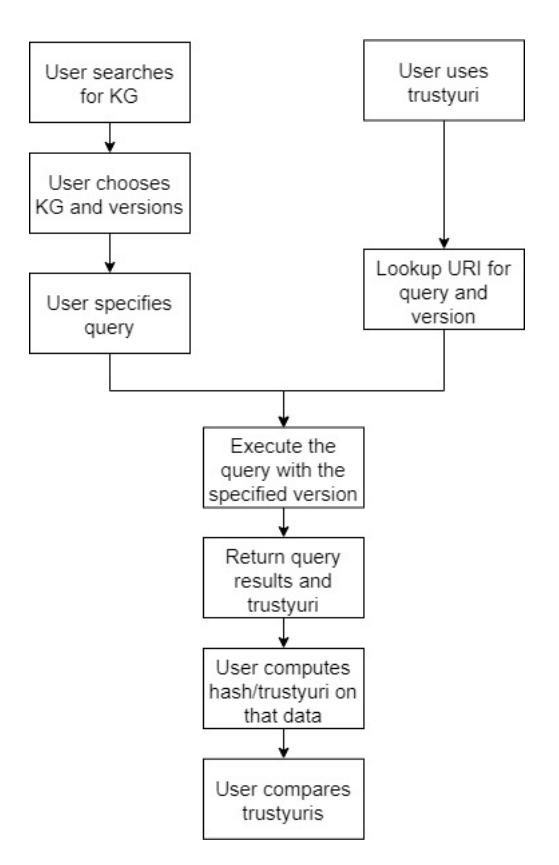 User searches
for KG
User chooses
KG and versions
User specifies
query
User uses
trustyuri
Lookup URI for
query and
version
Execute the
query with the
specified version
Return query
results and
trustyuri
User computes
hash/trustyuri on
that data
User compares
trustyuris